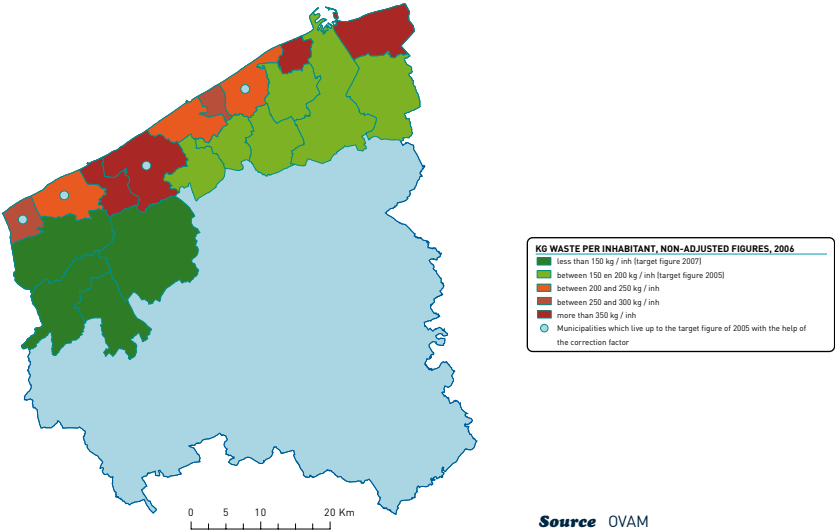 KG WASTE PER INHABITANT, NON-ADJUSTED FIGURES, 2006
less than 150 kg / inh (target figure 2007)
between 150 en 200 kg / inh (target figure 2005)
between 200 and 250 kg / inh
between 250 and 300 kg / inh
more than 350 kg / inh
Municipalities which live up to the target figure of 2005 with the help of
the correction factor
0 5 10 20 Km
Source OVAM